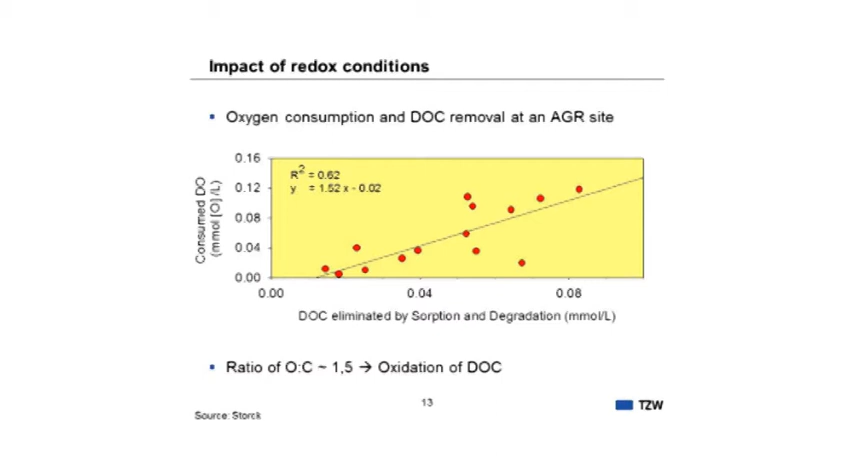 Impact of redox conditions
▪ Oxygen consumption and DOC removal at an AGR site
Consumed DO
(mmol [O] /L)
0.16
0.12
0.08
0.04
0.00
R² = 0.62
y = 1.52 x - 0.02
0.00 0.04 0.08
DOC eliminated by Sorption and Degradation (mmol/L)
▪ Ratio of O:C ~ 1,5 → Oxidation of DOC
13
TZW
Source: Storck